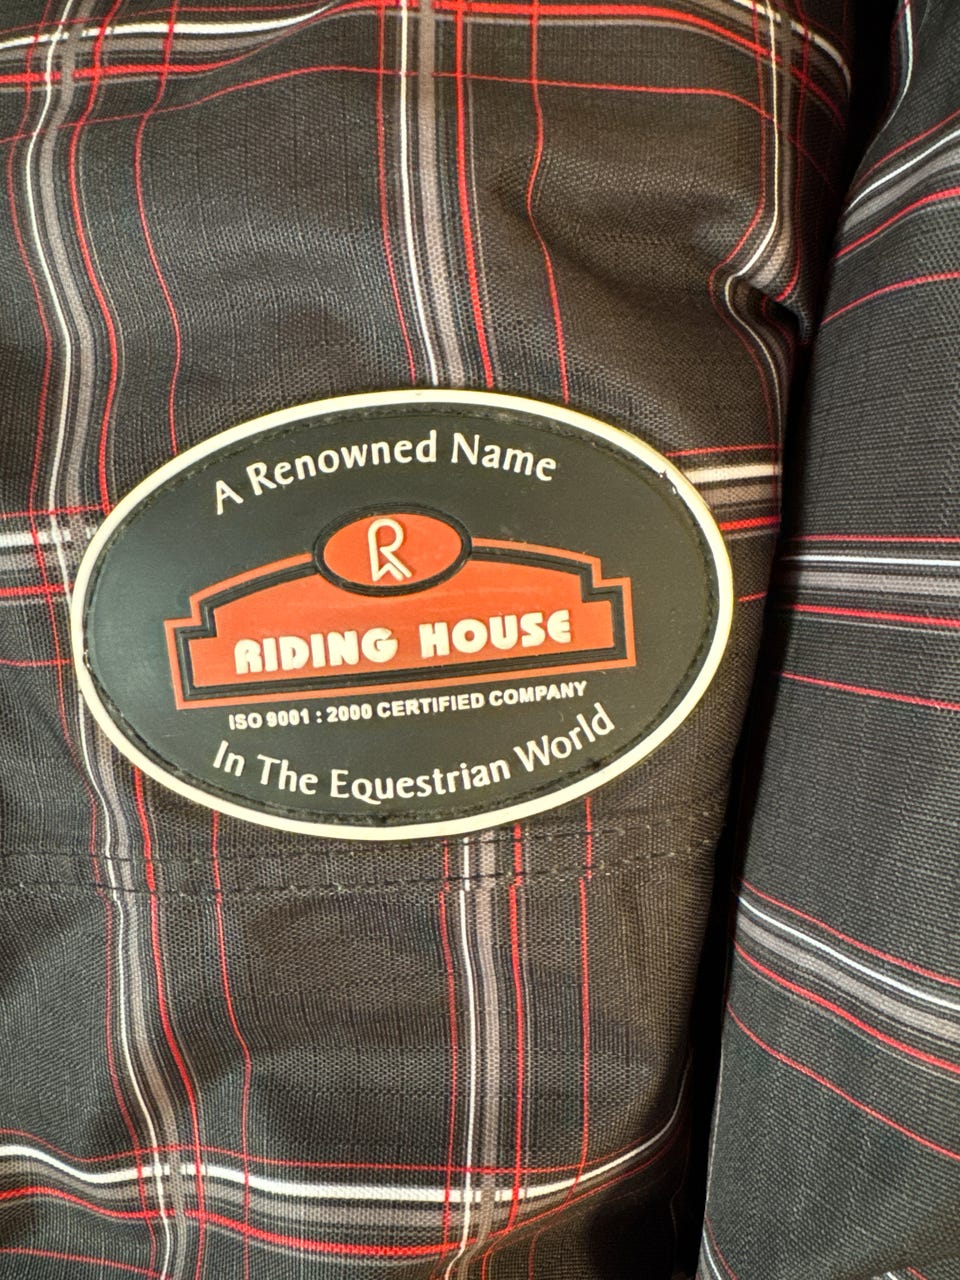 A Renowned Name
R
RIDING HOUSE
ISO 9001 : 2000 CERTIFIED COMPANY
In The Equestrian World